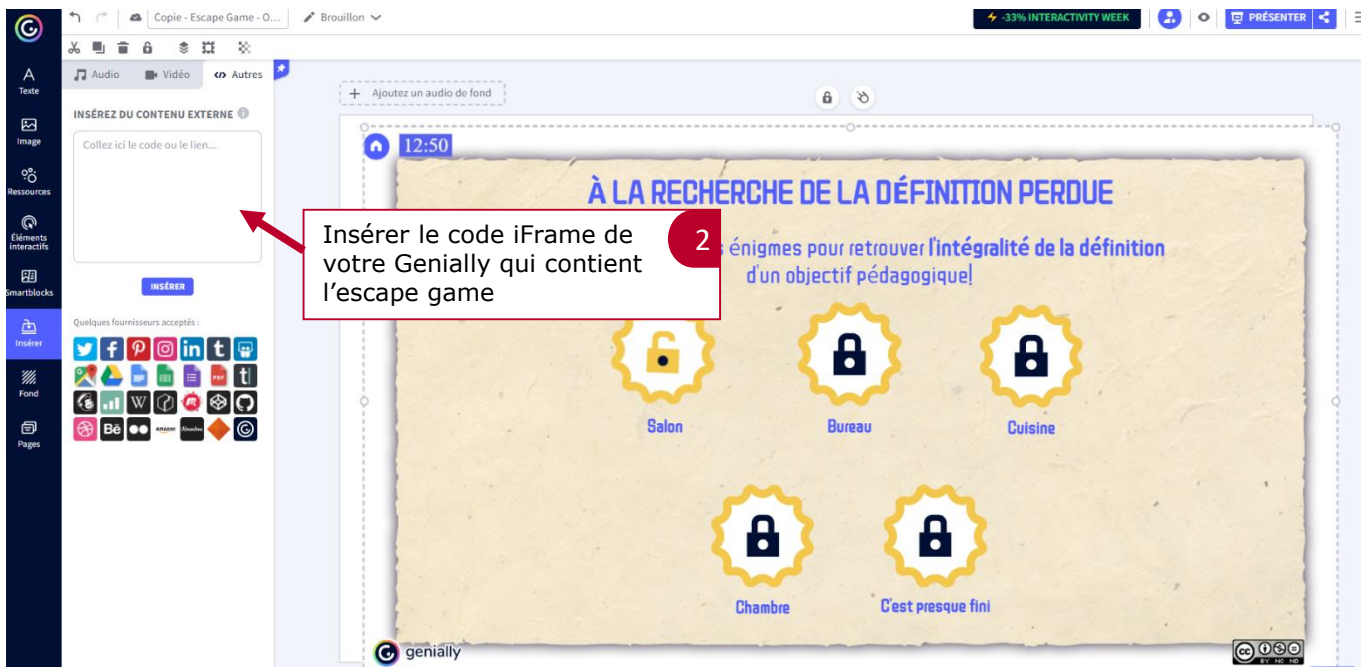 Copie - Escape Game - O...
Brouillon
-33% INTERACTIVITY WEEK
PRÉSENTER
Texte
Image
Ressources
Éléments
interactifs
Smartblocks
Insérer
Fond
Pages
Audio
Vidéo
Autres
INSÉREZ DU CONTENU EXTERNE
Collez ici le code ou le lien...
INSÉRER
Quelques fournisseurs acceptés :
Ajoutez un audio de fond
12:50
À LA RECHERCHE DE LA DÉFINITION PERDUE
énigmes pour retrouver l'intégralité de la définition
d'un objectif pédagogique!
Insérer le code iFrame de
votre Genially qui contient
l'escape game
2
Salon
Bureau
Cuisine
Chambre
C'est presque fini
genially
BY NC ND